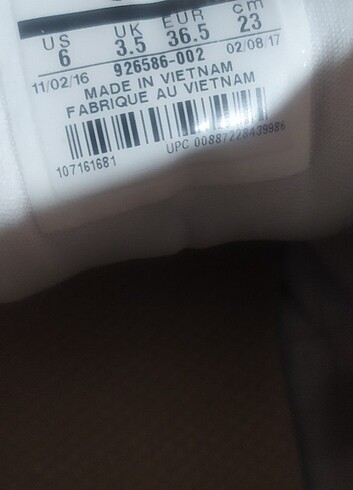 US UK EUR cm
6 3.5 36.5 23
11/02/16 926586-002 02/08/17
MADE IN VIETNAM
FABRIQUE AU VIETNAM
107161681 UPC 00887228439986